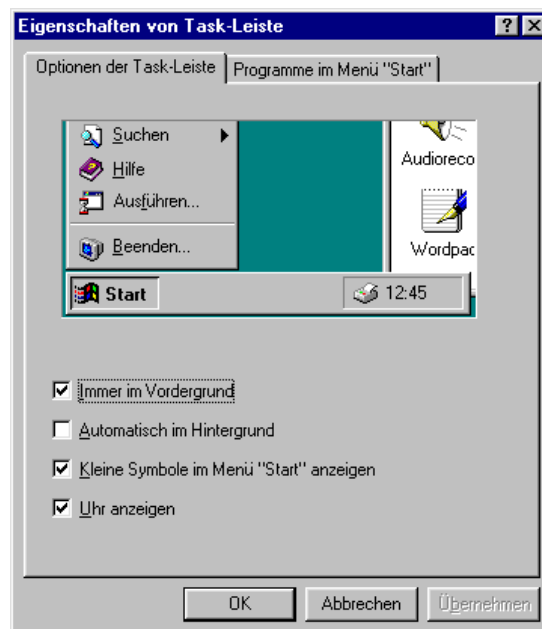 Eigenschaften von Task-Leiste
Optionen der Task-Leiste
Programme im Menü "Start"
Suchen
Hilfe
Ausführen...
Beenden...
Audioreco
Wordpac
Start
12:45
Immer im Vordergrund
Automatisch im Hintergrund
Kleine Symbole im Menü "Start" anzeigen
Uhr anzeigen
OK
Abbrechen
Übernehmen